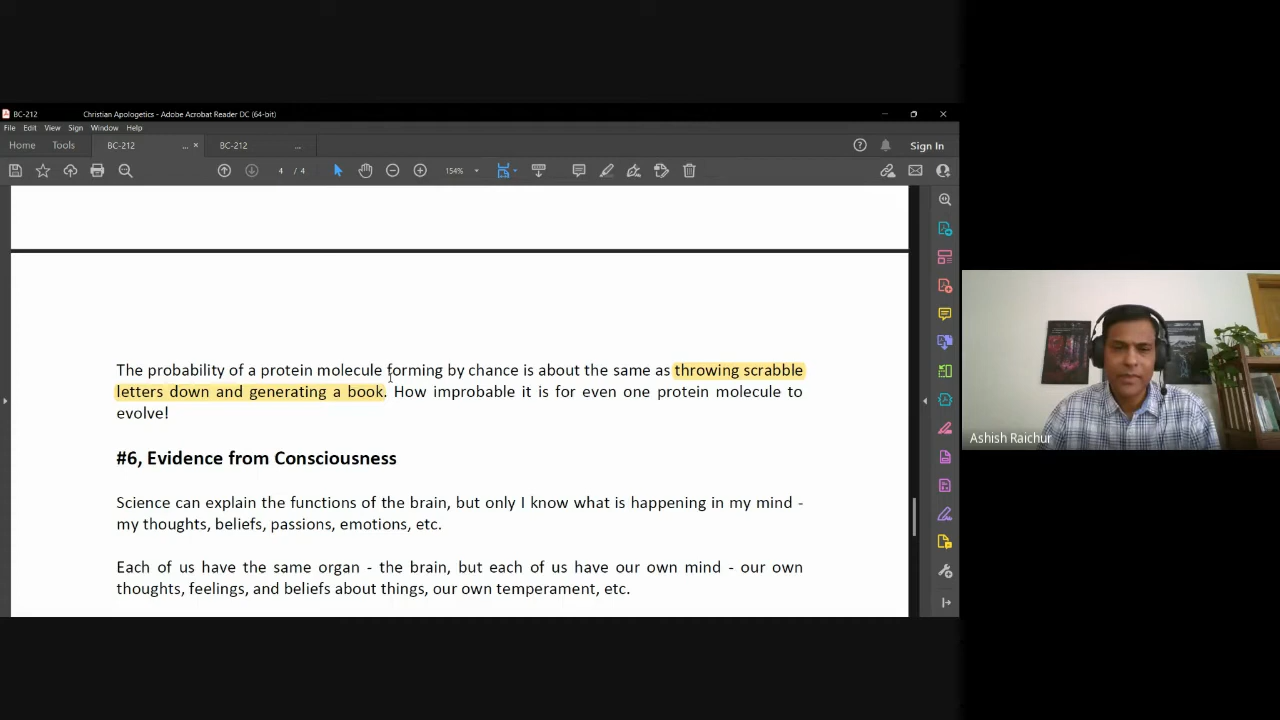 BC-212 Christian Apologetics - Adobe Acrobat Reader DC (64-bit)
File Edit View Sign Window Help
Home Tools BC-212 ... × BC-212 ... Sign In
4 / 4 154%
The probability of a protein molecule forming by chance is about the same as throwing scrabble
letters down and generating a book. How improbable it is for even one protein molecule to
evolve!
#6, Evidence from Consciousness
Science can explain the functions of the brain, but only I know what is happening in my mind -
my thoughts, beliefs, passions, emotions, etc.
Each of us have the same organ - the brain, but each of us have our own mind - our own
thoughts, feelings, and beliefs about things, our own temperament, etc.
Ashish Raichur